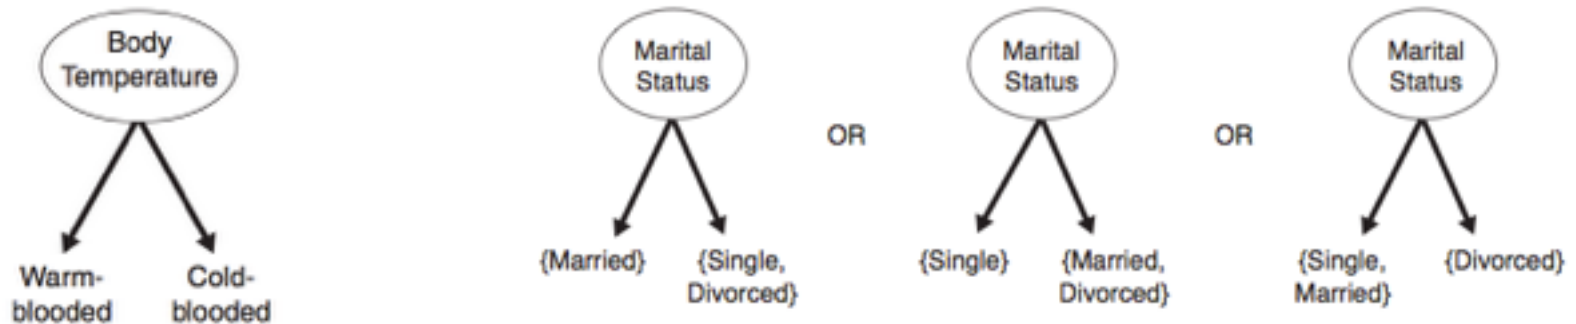 Body
Temperature
Warm-
blooded
Cold-
blooded
Marital
Status
{Married}
{Single,
Divorced}
OR
Marital
Status
{Single}
{Married,
Divorced}
OR
Marital
Status
{Single,
Married}
{Divorced}